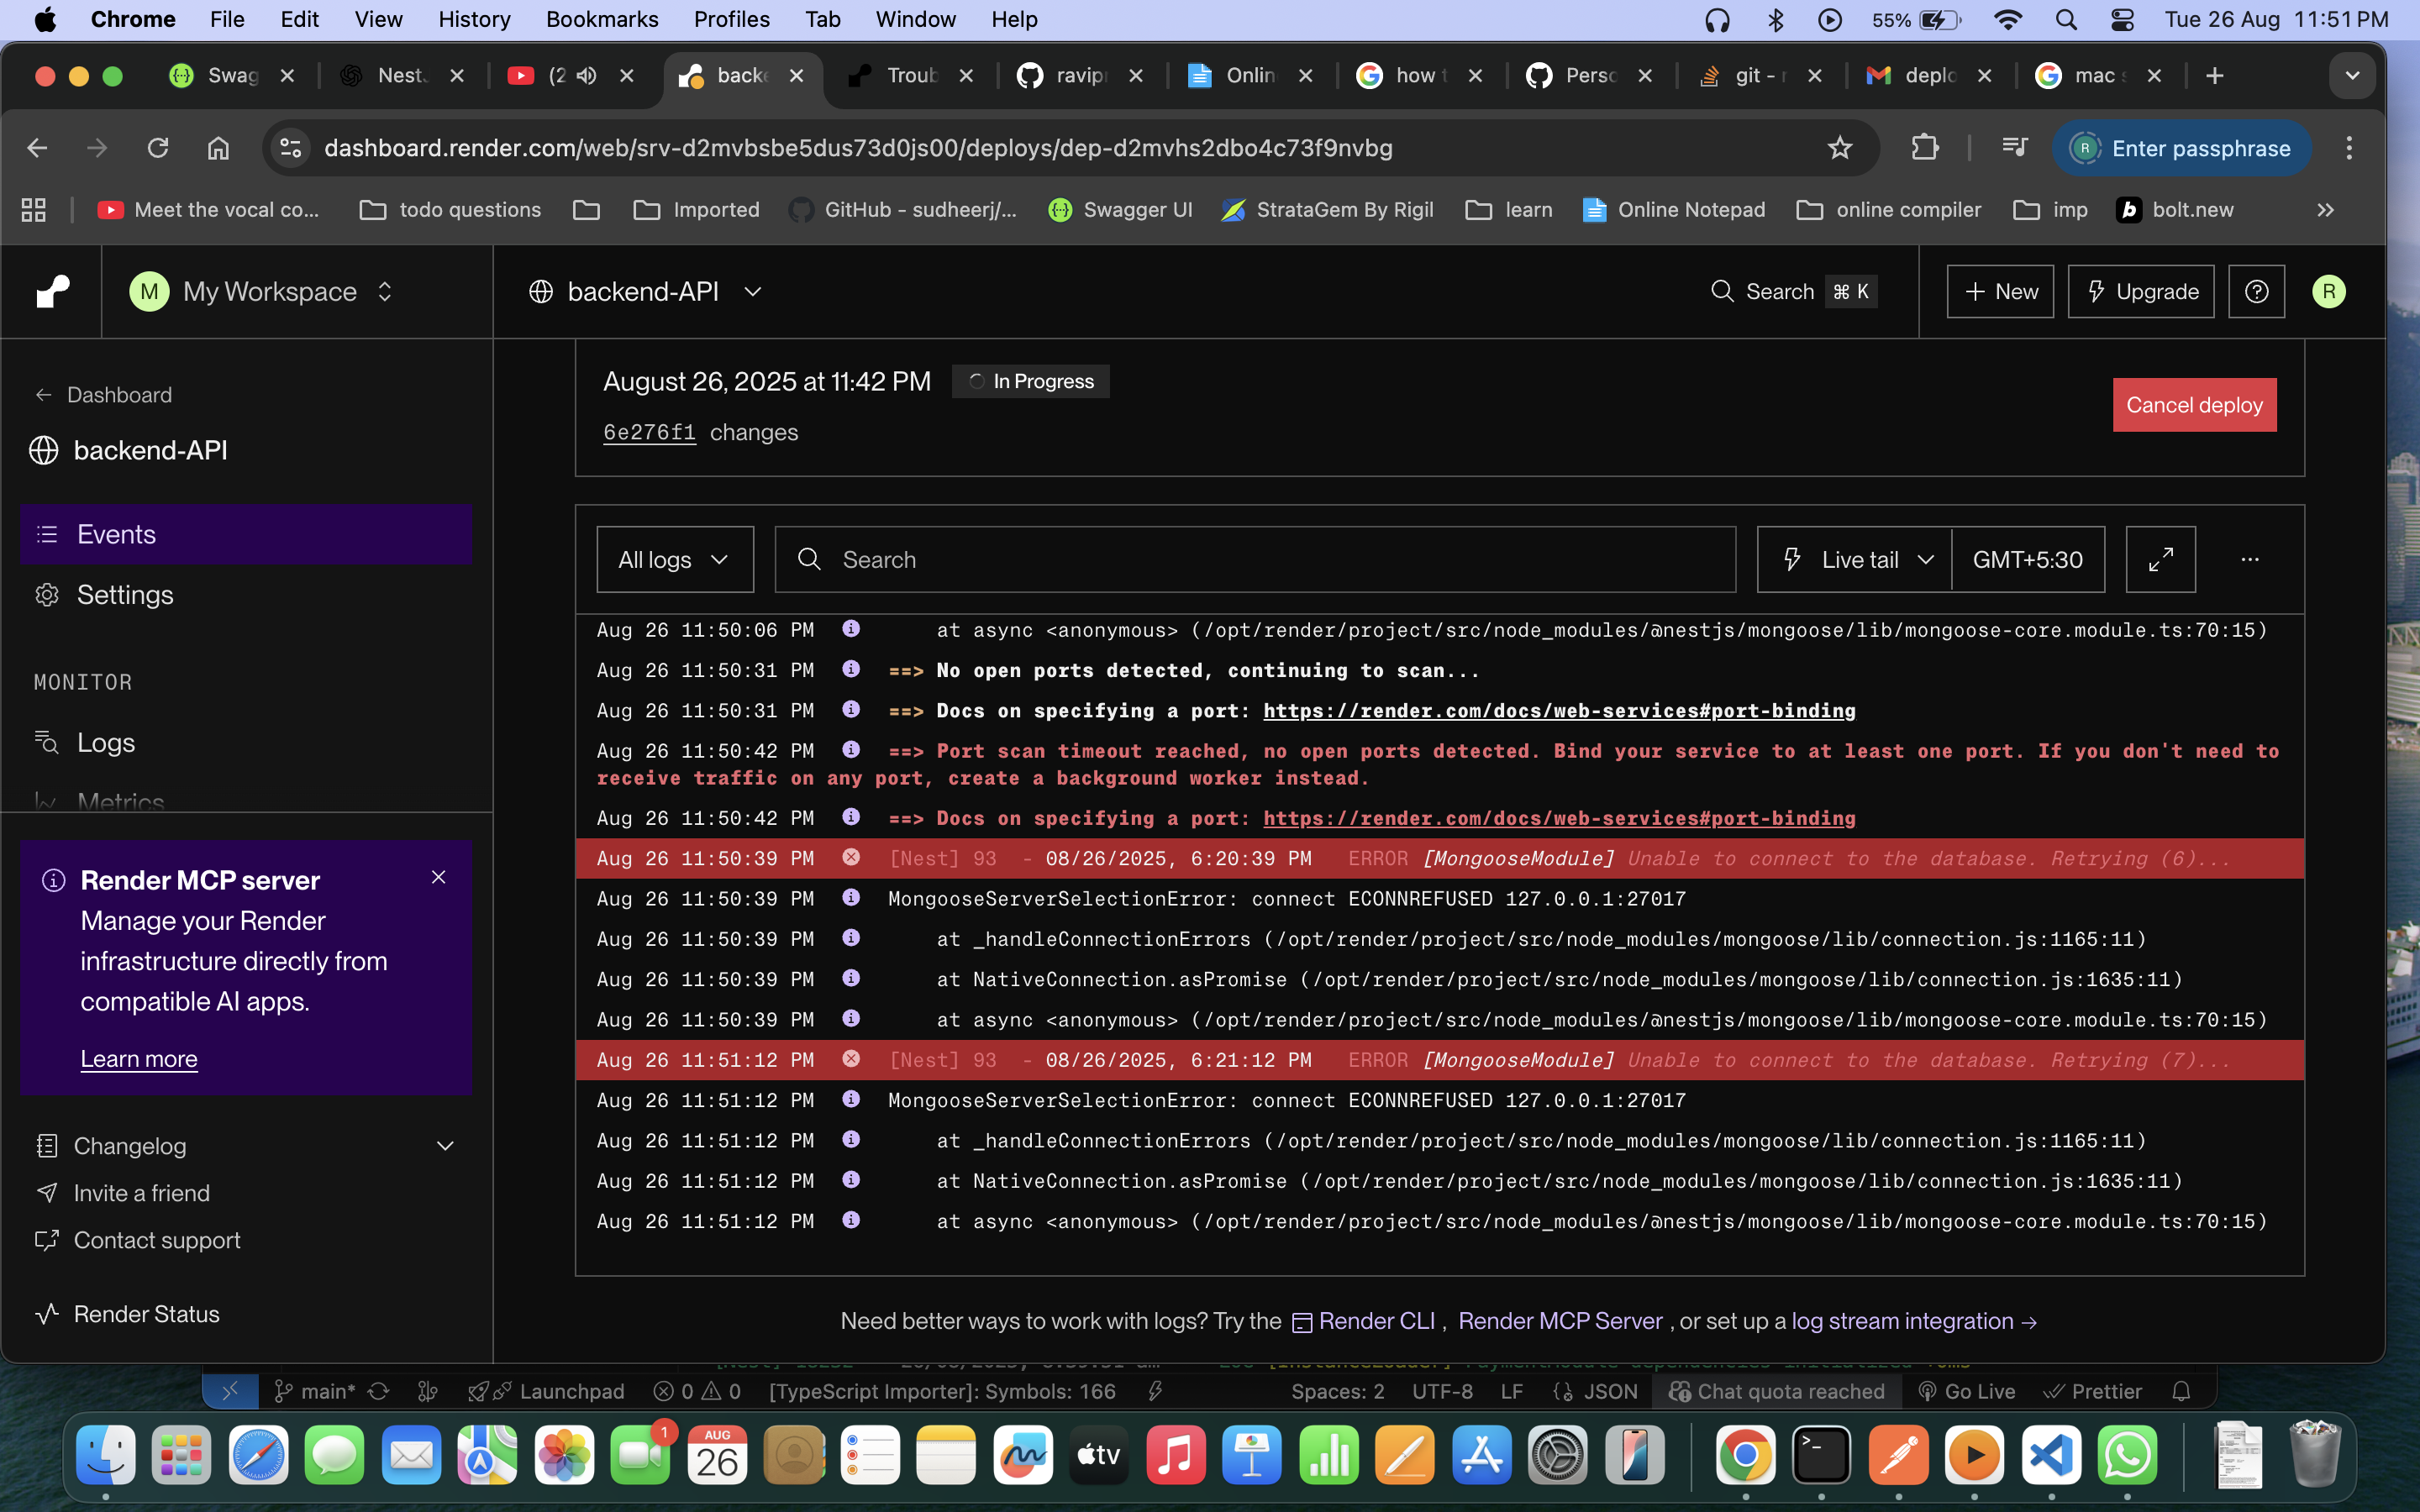 Chrome File Edit View History Bookmarks Profiles Tab Window Help 55% Tue 26 Aug 11:51 PM
Swag Nest. (2 backe Troub ravipr Onlin how t Perso git - r deplo mac s
dashboard.render.com/web/srv-d2mvbsbe5dus73d0js00/deploys/dep-d2mvhs2dbo4c73f9nvbg R Enter passphrase
Meet the vocal co... todo questions Imported GitHub - sudheerj/... Swagger UI StrataGem By Rigil learn Online Notepad online compiler imp b bolt.new »
M My Workspace backend-API Search ⌘ K + New Upgrade R
← Dashboard
backend-API
Events
Settings
MONITOR
Logs
Metrics
Render MCP server
Manage your Render
infrastructure directly from
compatible AI apps.
Learn more
Changelog
Invite a friend
Contact support
Render Status
August 26, 2025 at 11:42 PM In Progress
Cancel deploy
6e276f1 changes
All logs Search Live tail GMT+5:30 ...
Aug 26 11:50:06 PM at async <anonymous> (/opt/render/project/src/node_modules/@nestjs/mongoose/lib/mongoose-core.module.ts:70:15)
Aug 26 11:50:31 PM ==> No open ports detected, continuing to scan...
Aug 26 11:50:31 PM ==> Docs on specifying a port: https://render.com/docs/web-services#port-binding
Aug 26 11:50:42 PM ==> Port scan timeout reached, no open ports detected. Bind your service to at least one port. If you don't need to
receive traffic on any port, create a background worker instead.
Aug 26 11:50:42 PM ==> Docs on specifying a port: https://render.com/docs/web-services#port-binding
Aug 26 11:50:39 PM [Nest] 93 - 08/26/2025, 6:20:39 PM ERROR [MongooseModule] Unable to connect to the database. Retrying (6)...
Aug 26 11:50:39 PM MongooseServerSelectionError: connect ECONNREFUSED 127.0.0.1:27017
Aug 26 11:50:39 PM at _handleConnectionErrors (/opt/render/project/src/node_modules/mongoose/lib/connection.js:1165:11)
Aug 26 11:50:39 PM at NativeConnection.asPromise (/opt/render/project/src/node_modules/mongoose/lib/connection.js:1635:11)
Aug 26 11:50:39 PM at async <anonymous> (/opt/render/project/src/node_modules/@nestjs/mongoose/lib/mongoose-core.module.ts:70:15)
Aug 26 11:51:12 PM [Nest] 93 - 08/26/2025, 6:21:12 PM ERROR [MongooseModule] Unable to connect to the database. Retrying (7)...
Aug 26 11:51:12 PM MongooseServerSelectionError: connect ECONNREFUSED 127.0.0.1:27017
Aug 26 11:51:12 PM at _handleConnectionErrors (/opt/render/project/src/node_modules/mongoose/lib/connection.js:1165:11)
Aug 26 11:51:12 PM at NativeConnection.asPromise (/opt/render/project/src/node_modules/mongoose/lib/connection.js:1635:11)
Aug 26 11:51:12 PM at async <anonymous> (/opt/render/project/src/node_modules/@nestjs/mongoose/lib/mongoose-core.module.ts:70:15)
Need better ways to work with logs? Try the Render CLI , Render MCP Server , or set up a log stream integration →
main* Launchpad 0 0 [TypeScript Importer]: Symbols: 166 Spaces: 2 UTF-8 LF JSON Chat quota reached Go Live Prettier
1
AUG
26
tv